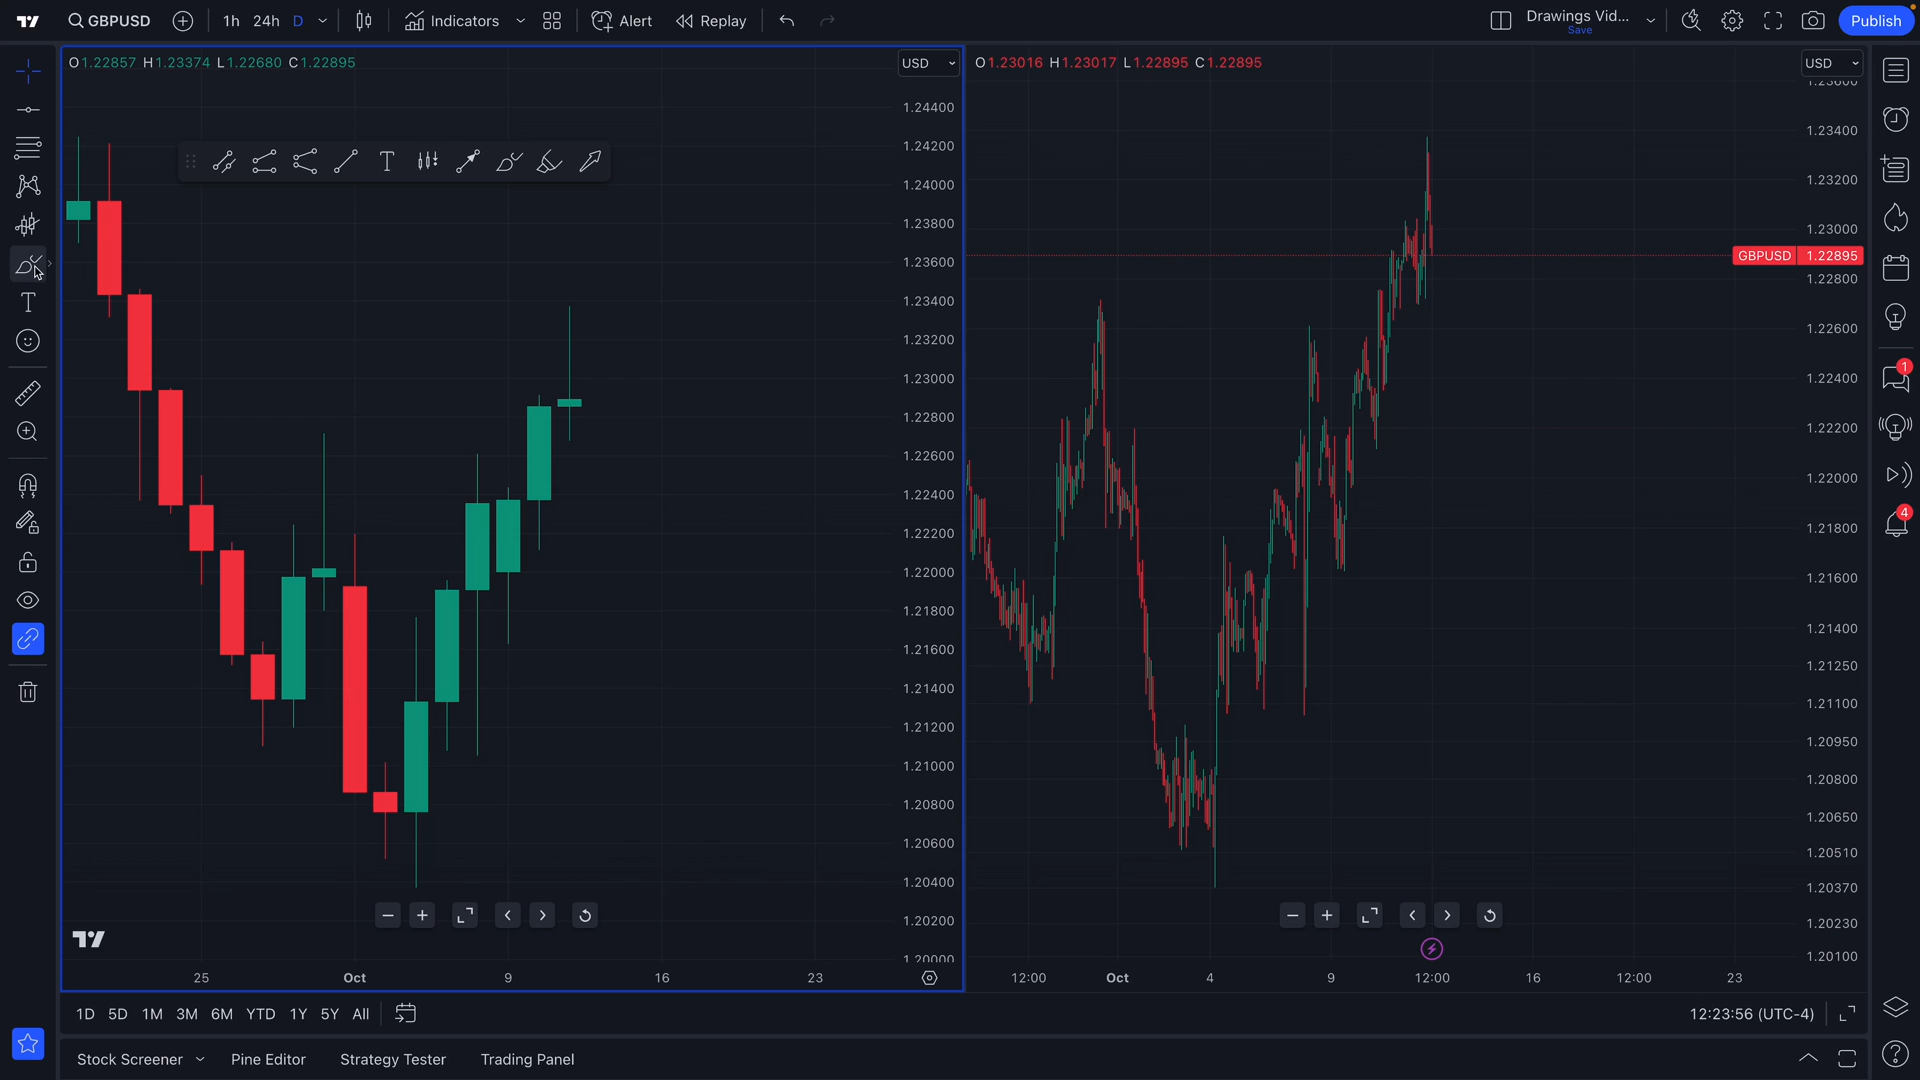 GBPUSD
1h 24h D
Indicators
Alert
Replay
Drawings Vid...
Save
Publish
O1.22857 H1.23374 L1.22680 C1.22895
USD
1.24400
1.24200
1.24000
1.23800
1.23600
1.23400
1.23200
1.23000
1.22800
1.22600
1.22400
1.22200
1.22000
1.21800
1.21600
1.21400
1.21200
1.21000
1.20800
1.20600
1.20400
1.20200
1.20000
25 Oct 9 16 23
O1.23016 H1.23017 L1.22895 C1.22895
USD
1.23600
1.23400
1.23200
1.23000
GBPUSD 1.22895
1.22800
1.22600
1.22400
1.22200
1.22000
1.21800
1.21600
1.21400
1.21250
1.21100
1.20950
1.20800
1.20650
1.20510
1.20370
1.20230
1.20100
12:00 Oct 4 9 12:00 16 12:00 23
1
4
1D 5D 1M 3M 6M YTD 1Y 5Y All
12:23:56 (UTC-4)
Stock Screener
Pine Editor
Strategy Tester
Trading Panel